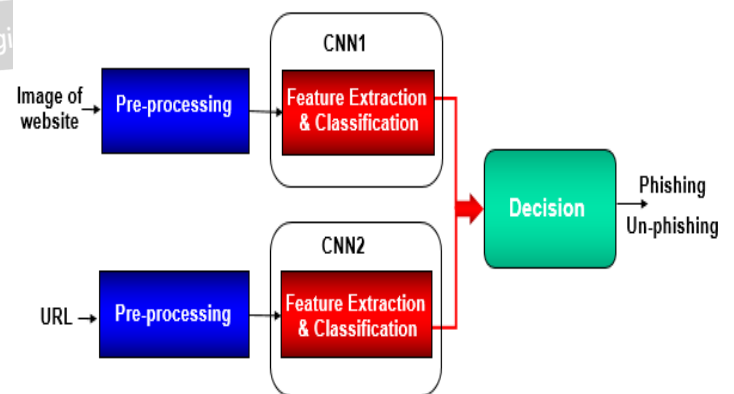 CNN1
Image of
website
Pre-processing
Feature Extraction
& Classification
Decision
Phishing
Un-phishing
CNN2
URL
Pre-processing
Feature Extraction
& Classification